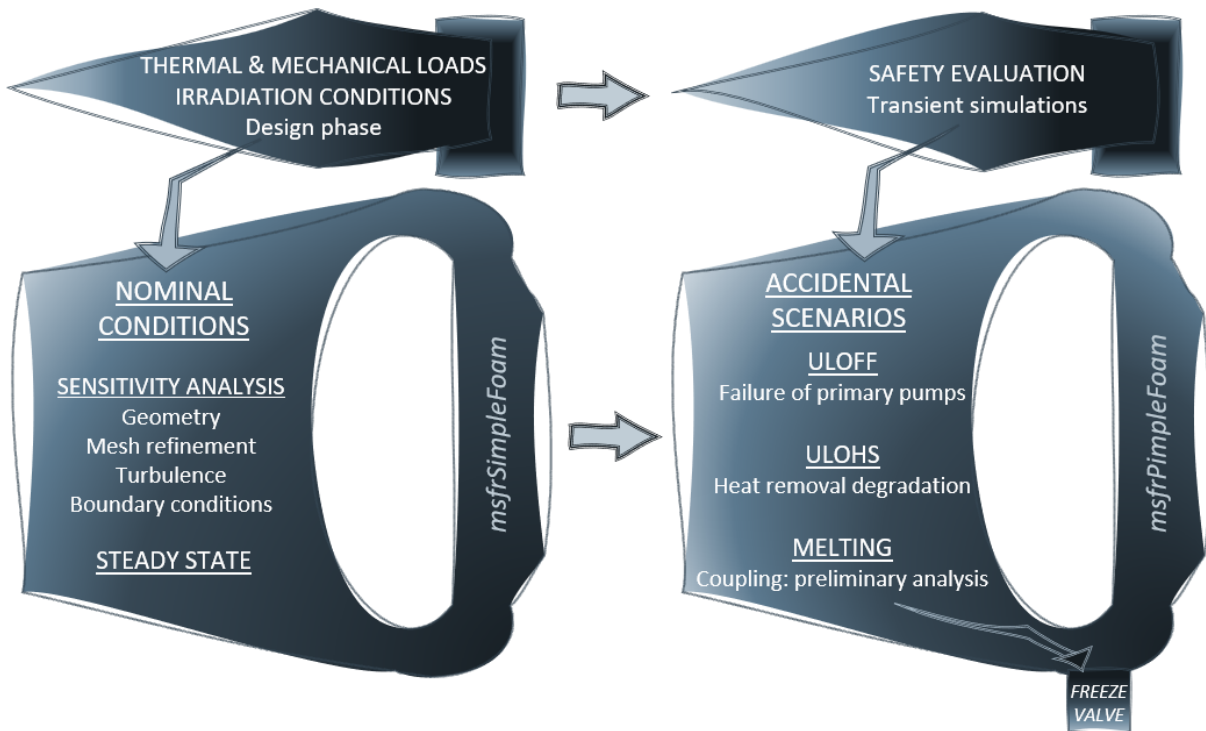 THERMAL & MECHANICAL LOADS
IRRADIATION CONDITIONS
Design phase
SAFETY EVALUATION
Transient simulations
NOMINAL
CONDITIONS
SENSITIVITY ANALYSIS
Geometry
Mesh refinement
Turbulence
Boundary conditions
STEADY STATE
msfrSimpleFoam
ACCIDENTAL
SCENARIOS
ULOFF
Failure of primary pumps
ULOHS
Heat removal degradation
MELTING
Coupling: preliminary analysis
msfrPimpleFoam
FREEZE
VALVE